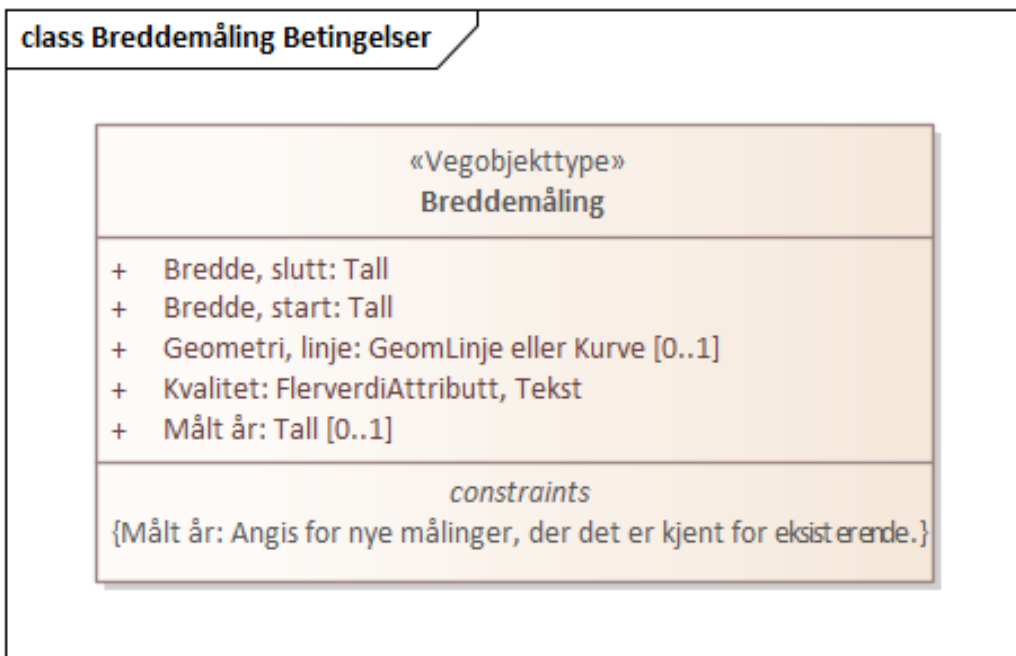 class Breddemåling Betingelser
«Vegobjekttype»
Breddemåling
+ Bredde, slutt: Tall
+ Bredde, start: Tall
+ Geometri, linje: GeomLinje eller Kurve [0..1]
+ Kvalitet: FlerverdiAttributt, Tekst
+ Målt år: Tall [0..1]
constraints
{Målt år: Angis for nye målinger, der det er kjent for eksisterende.}